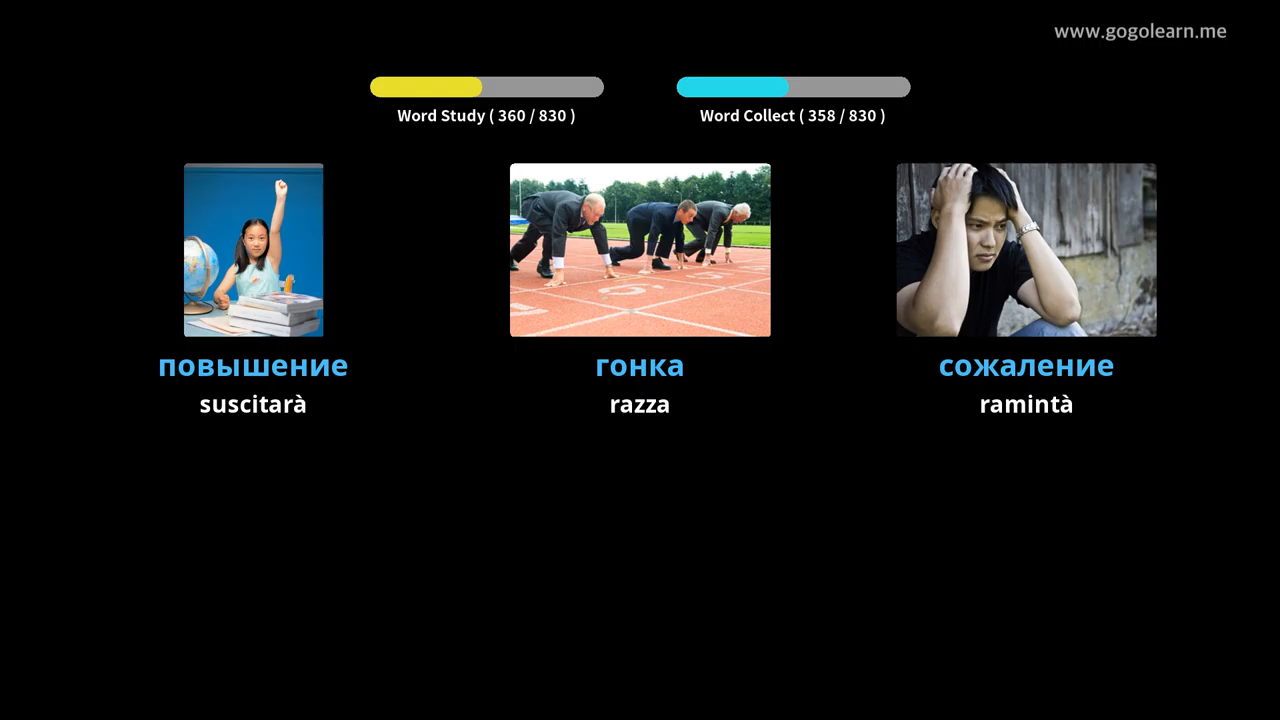 www.gogolearn.me
Word Study ( 360 / 830 )
Word Collect ( 358 / 830 )
повышение
suscitarà
гонка
razza
сожаление
ramintà